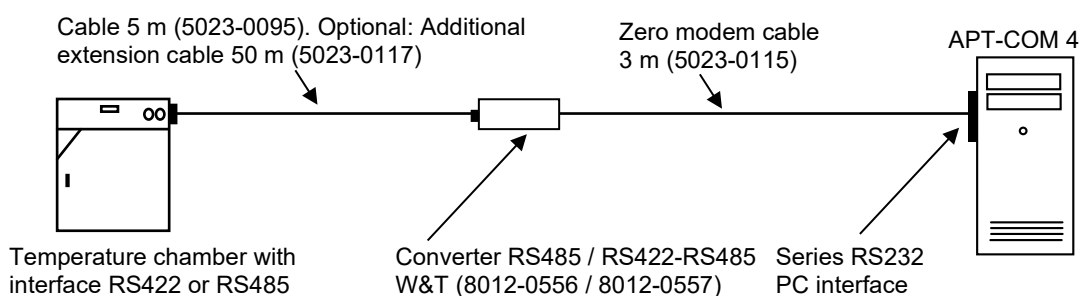 Cable 5 m (5023-0095). Optional: Additional
extension cable 50 m (5023-0117)
Zero modem cable
3 m (5023-0115)
APT-COM 4
Temperature chamber with
interface RS422 or RS485
Converter RS485 / RS422-RS485
W&T (8012-0556 / 8012-0557)
Series RS232
PC interface